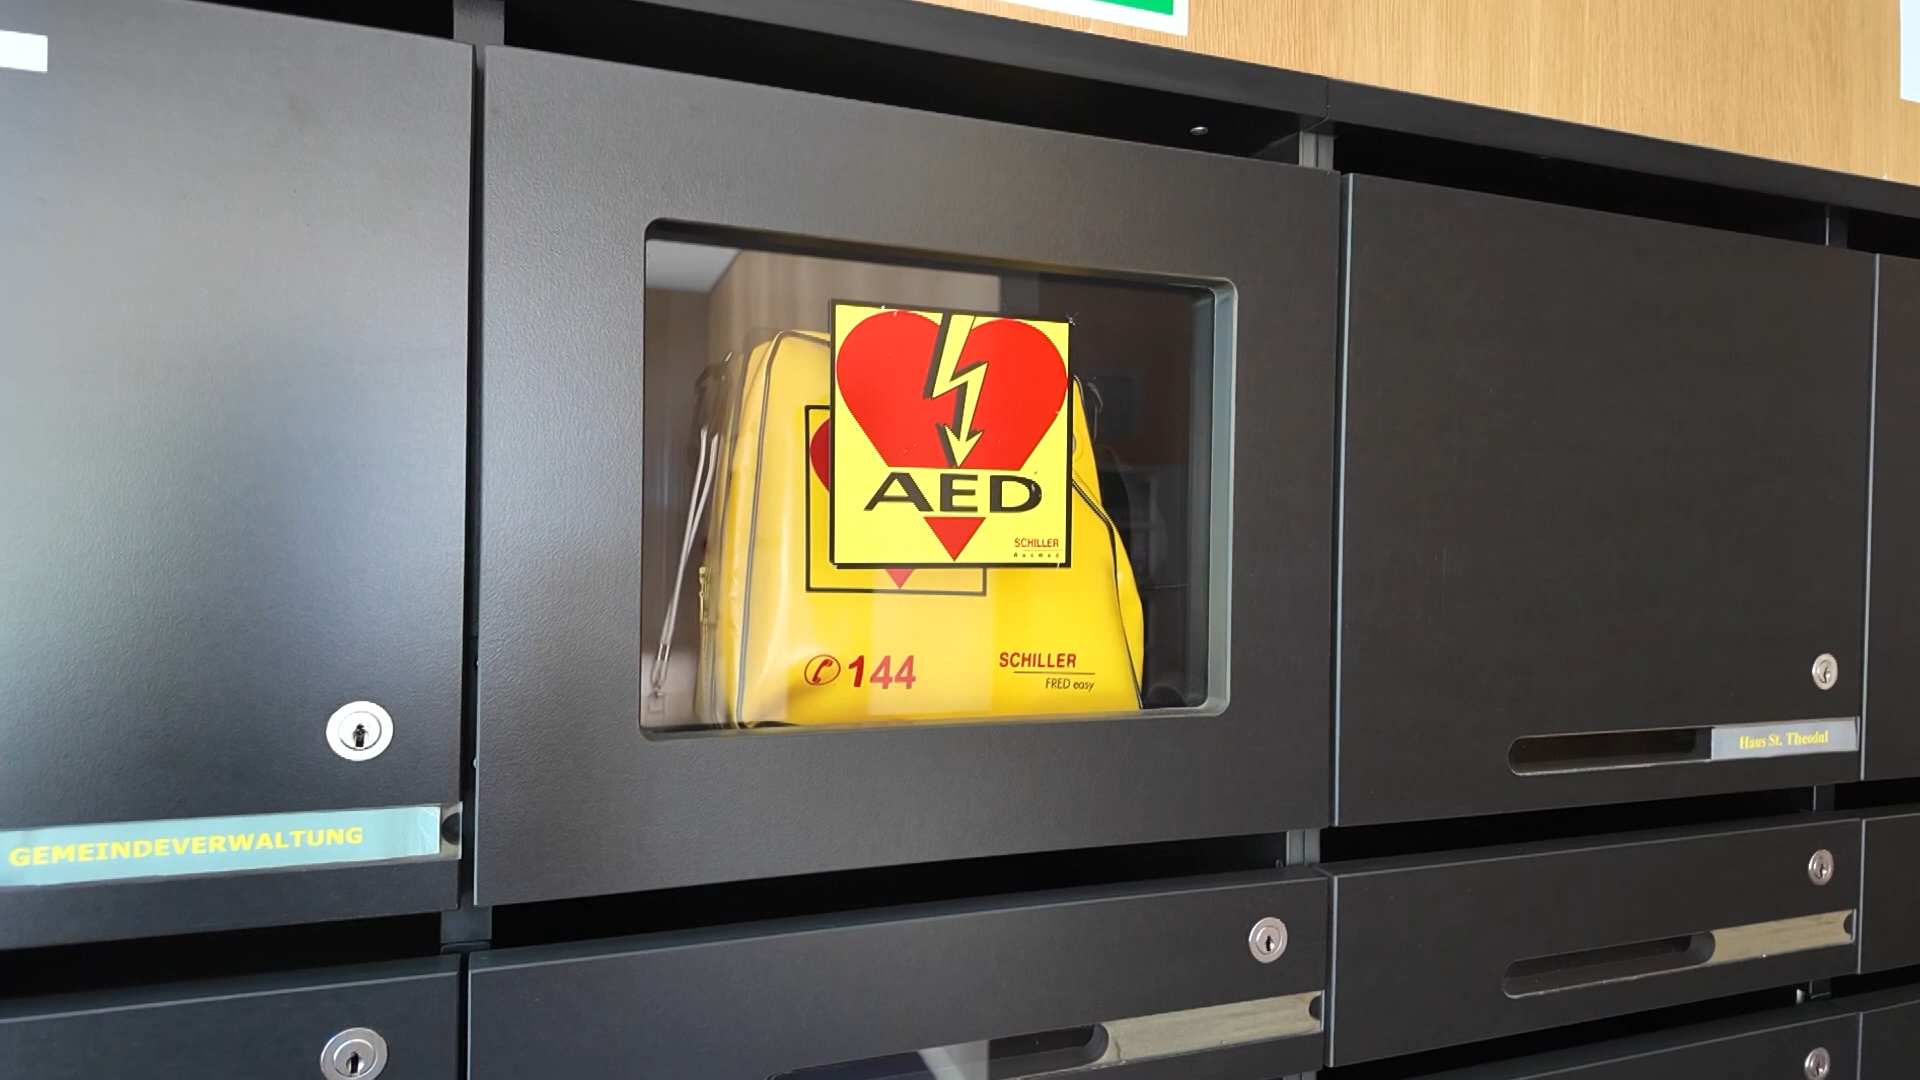 AED
SCHILLER
144
SCHILLER
FRED easy
Haus St. Theodul
GEMEINDEVERWALTUNG